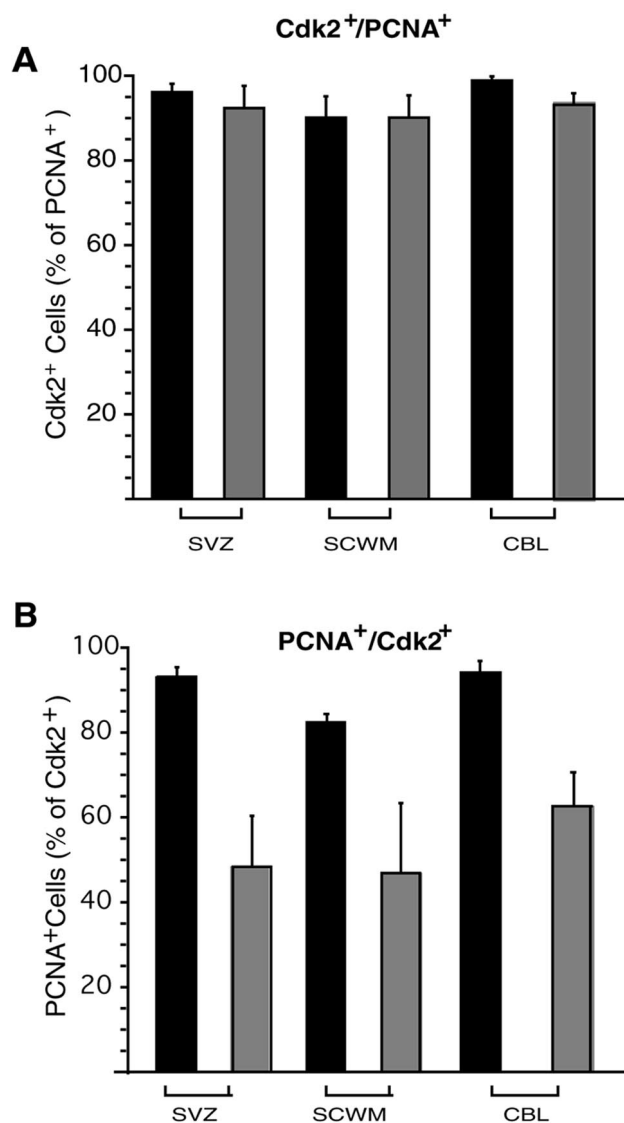 Cdk2⁺/PCNA⁺
A
Cdk2⁺ Cells (% of PCNA⁺)
100
80
60
40
20
SVZ SCWM CBL
B
PCNA⁺/Cdk2⁺
PCNA⁺Cells (% of Cdk2⁺)
100
80
60
40
20
SVZ SCWM CBL